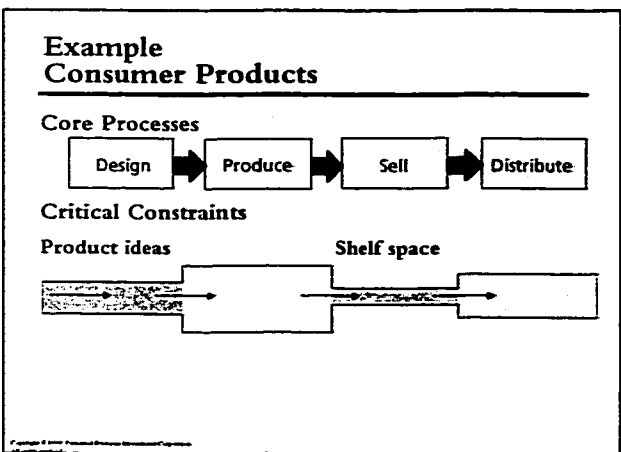 Example
Consumer Products
Core Processes
Design Produce Sell Distribute
Critical Constraints
Product ideas Shelf space